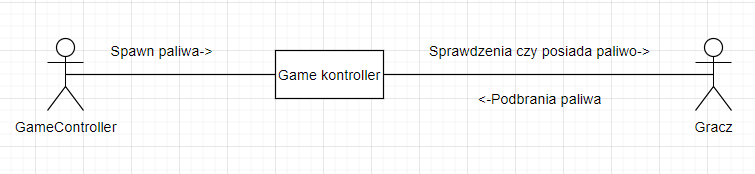 Spawn paliwa->
Sprawdzenia czy posiada paliwo->
Game kontroller
<-Podbrania paliwa
GameController
Gracz